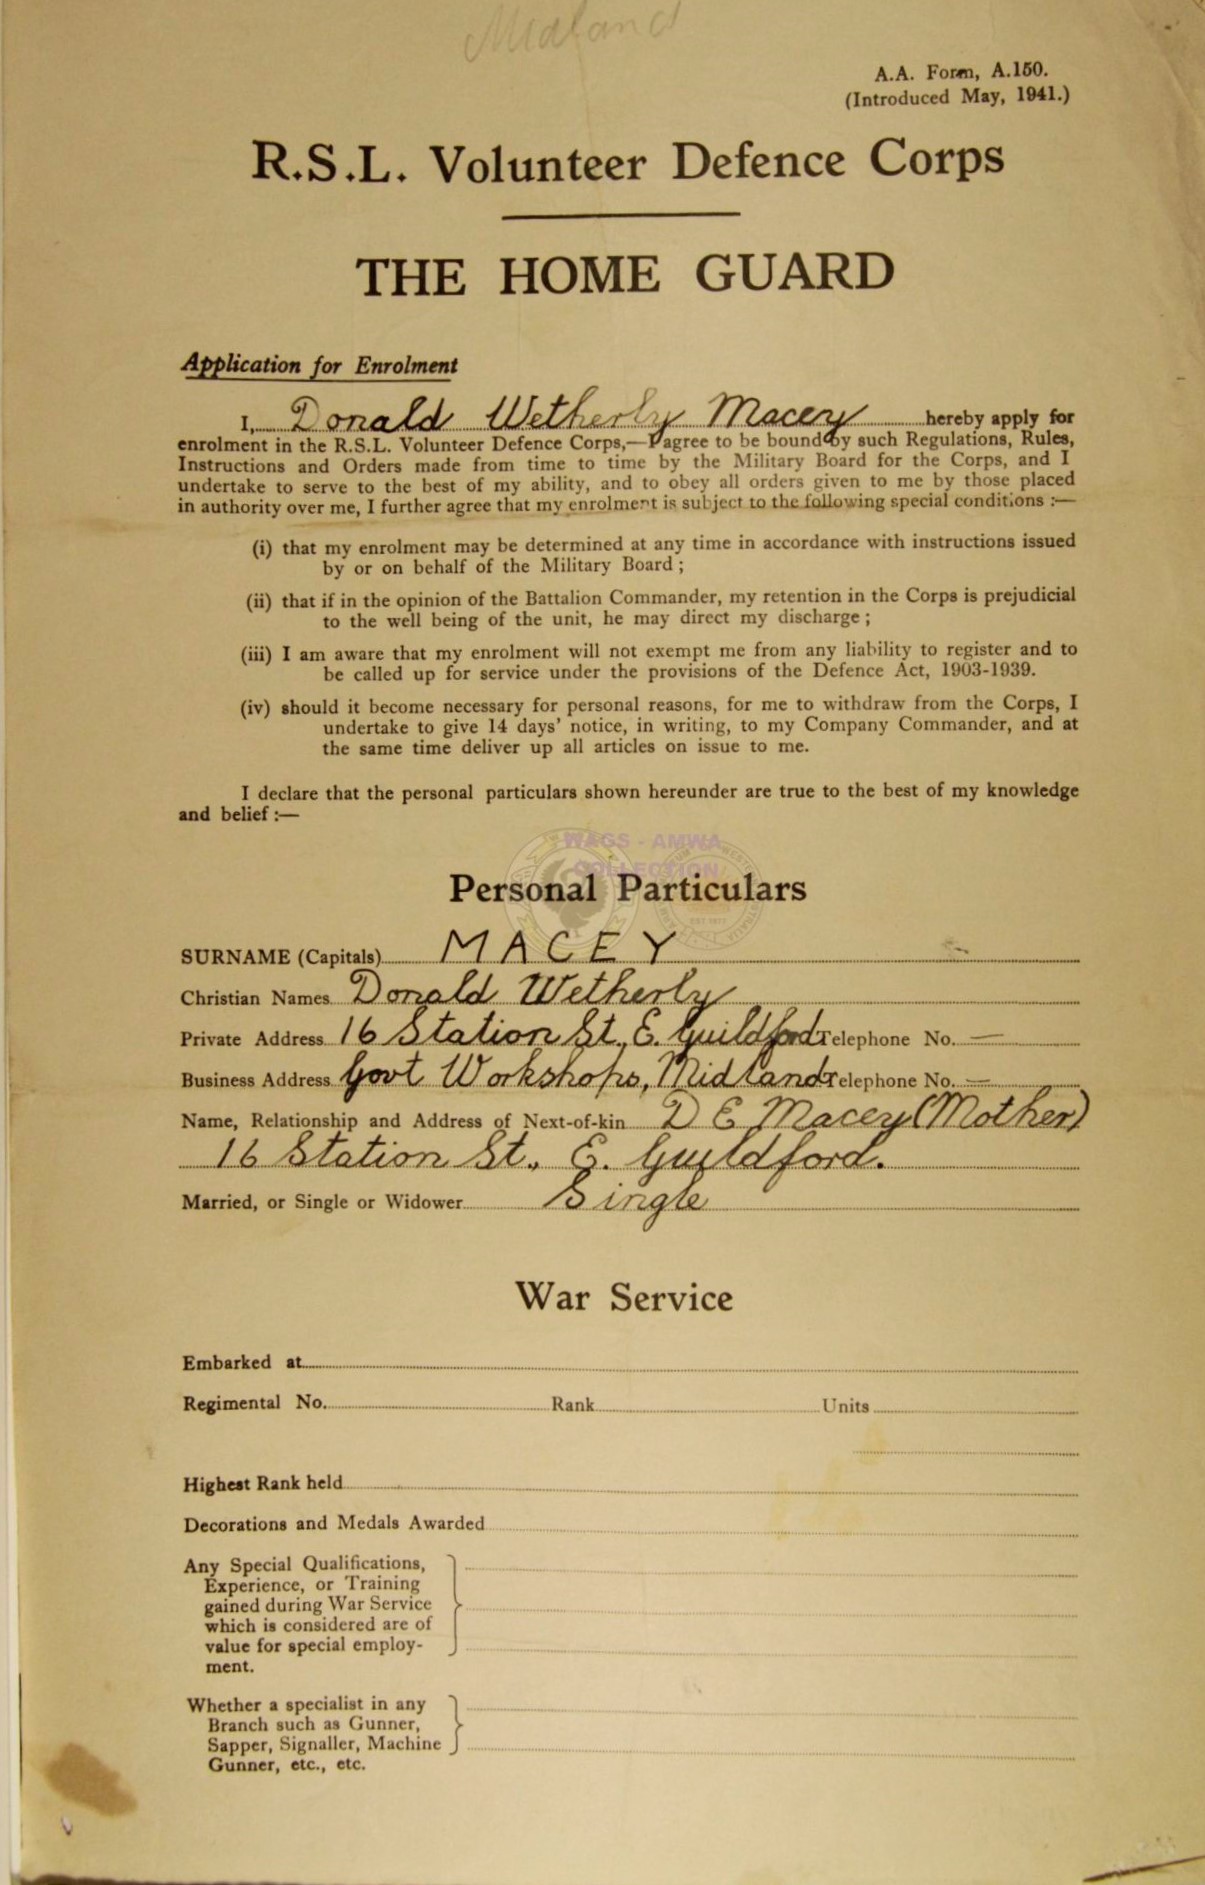 Midland
A.A. Form, A.150.
(Introduced May, 1941.)
R.S.L. Volunteer Defence Corps
THE HOME GUARD
Application for Enrolment
I, Donald Wetherly Macey hereby apply for
enrolment in the R.S.L. Volunteer Defence Corps,—I agree to be bound by such Regulations, Rules,
Instructions and Orders made from time to time by the Military Board for the Corps, and I
undertake to serve to the best of my ability, and to obey all orders given to me by those placed
in authority over me, I further agree that my enrolment is subject to the following special conditions :—
(i) that my enrolment may be determined at any time in accordance with instructions issued
by or on behalf of the Military Board ;
(ii) that if in the opinion of the Battalion Commander, my retention in the Corps is prejudicial
to the well being of the unit, he may direct my discharge ;
(iii) I am aware that my enrolment will not exempt me from any liability to register and to
be called up for service under the provisions of the Defence Act, 1903-1939.
(iv) should it become necessary for personal reasons, for me to withdraw from the Corps, I
undertake to give 14 days' notice, in writing, to my Company Commander, and at
the same time deliver up all articles on issue to me.
I declare that the personal particulars shown hereunder are true to the best of my knowledge
and belief :—
WAGS - AMWA
COLLECTION
Personal Particulars
SURNAME (Capitals) MACEY
Christian Names Donald Wetherly
Private Address 16 Station St., E. Guildford Telephone No. —
Business Address Govt Workshops, Midland Telephone No. —
Name, Relationship and Address of Next-of-kin D E Macey (Mother)
16 Station St., E. Guildford.
Married, or Single or Widower Single
War Service
Embarked at
Regimental No. Rank Units
Highest Rank held
Decorations and Medals Awarded
Any Special Qualifications,
Experience, or Training
gained during War Service
which is considered are of
value for special employ-
ment.
Whether a specialist in any
Branch such as Gunner,
Sapper, Signaller, Machine
Gunner, etc., etc.